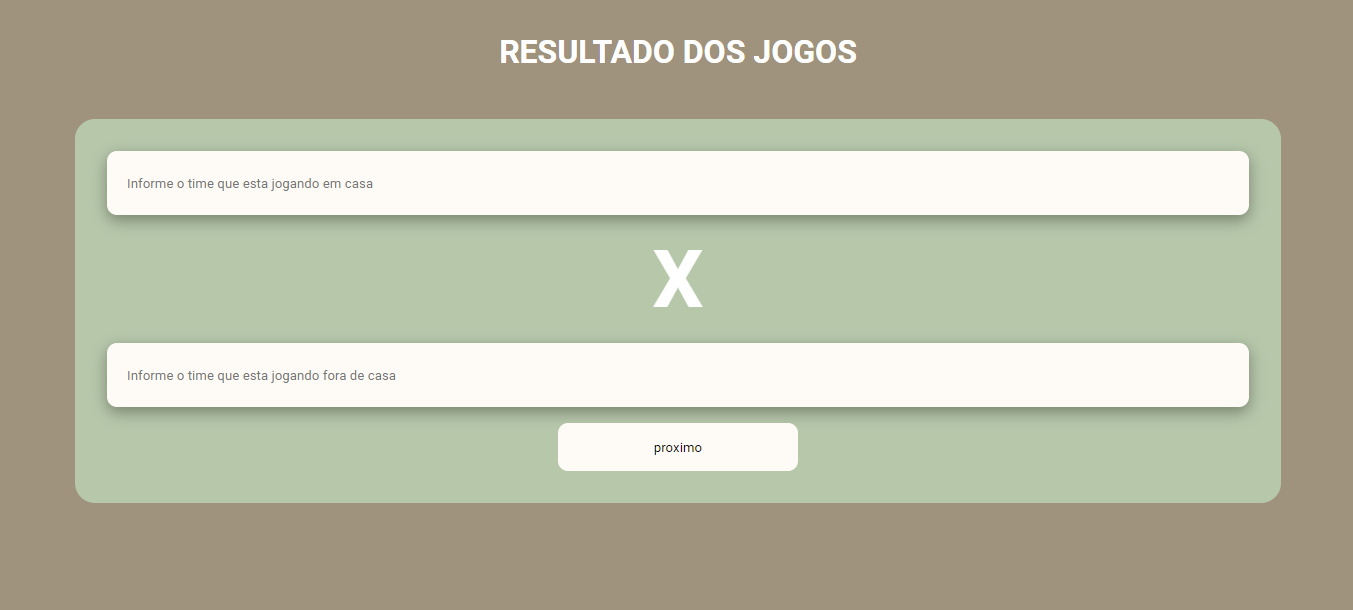 RESULTADO DOS JOGOS
Informe o time que esta jogando em casa
X
Informe o time que esta jogando fora de casa
proximo